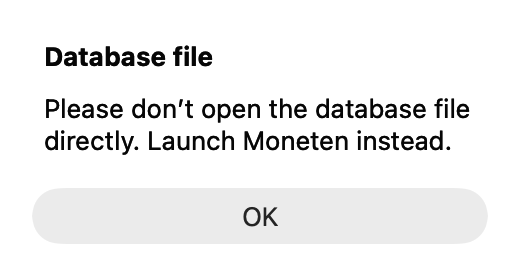 Database file
Please don’t open the database file
directly. Launch Moneten instead.
OK